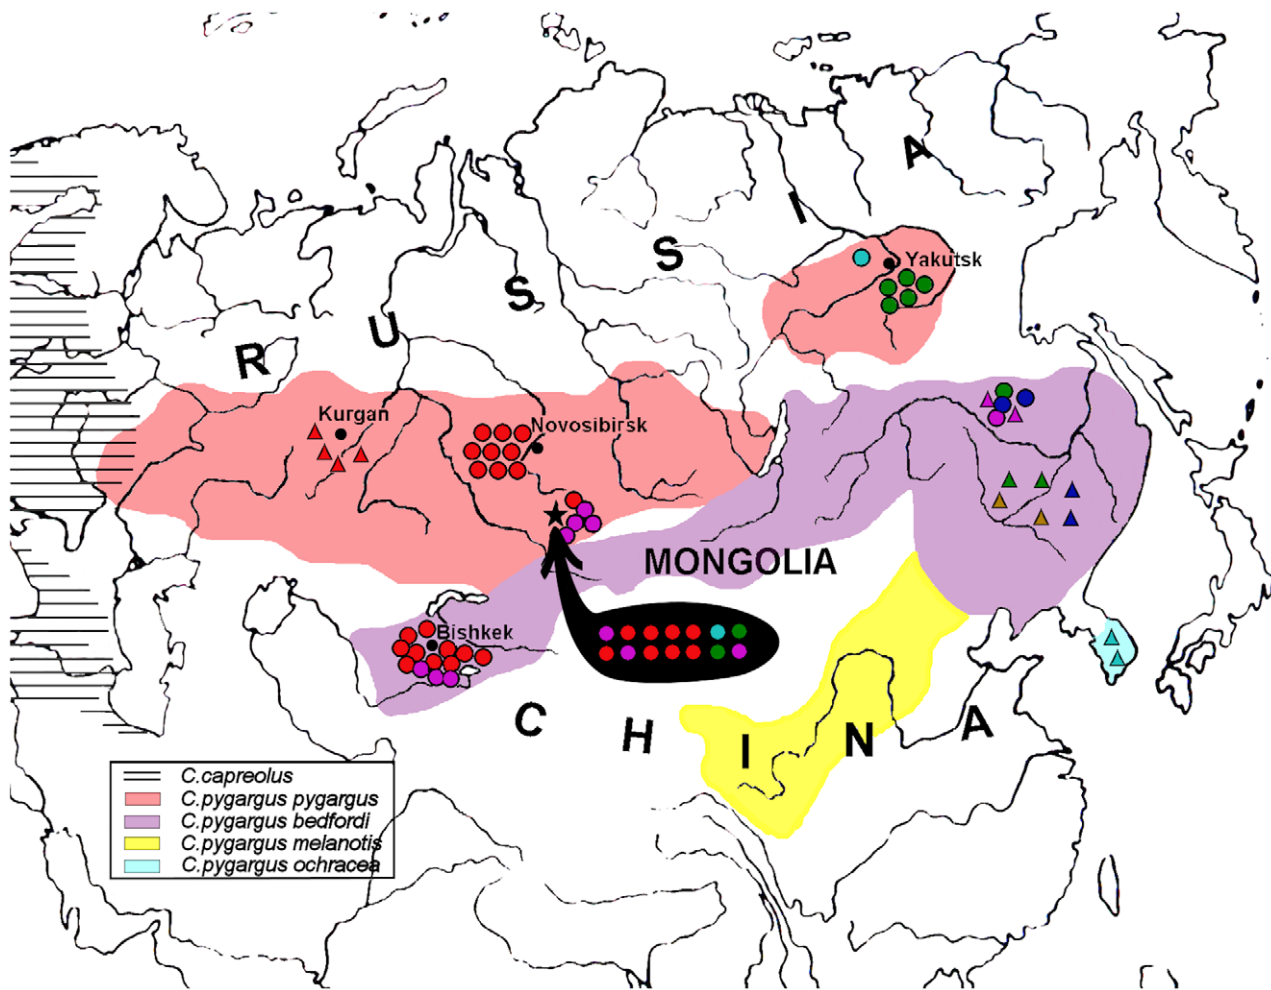 R U S S I A
Yakutsk
Kurgan
Novosibirsk
MONGOLIA
Bishkek
C H I N A
C.capreolus
C.pygargus pygargus
C.pygargus bedfordi
C.pygargus melanotis
C.pygargus ochracea